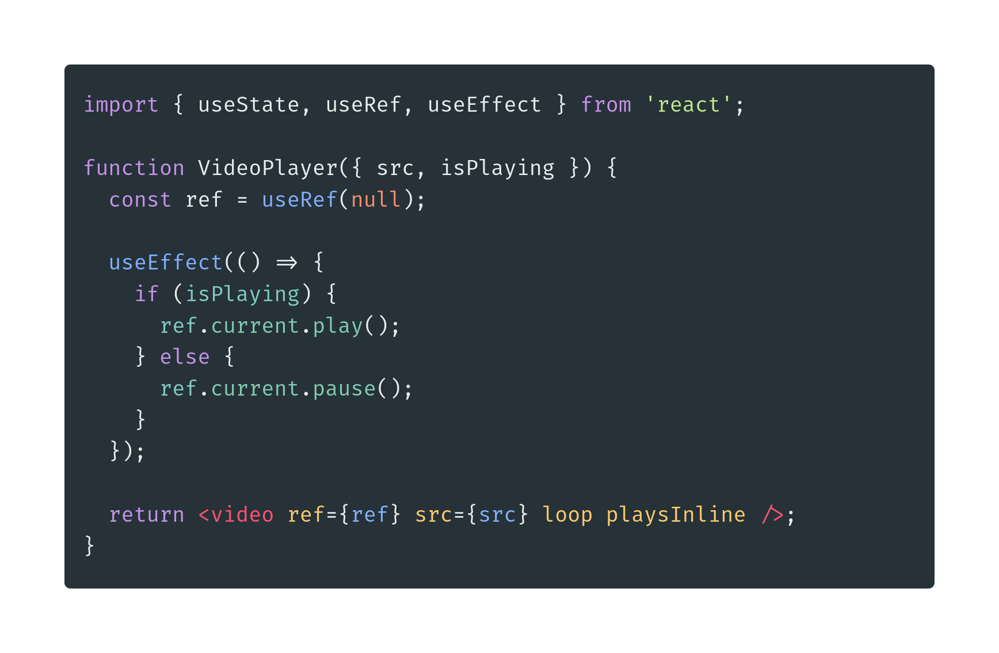 import { useState, useRef, useEffect } from 'react';
function VideoPlayer({ src, isPlaying }) {
  const ref = useRef(null);
  useEffect(() => {
    if (isPlaying) {
      ref.current.play();
    } else {
      ref.current.pause();
    }
  });
  return <video ref={ref} src={src} loop playsInline />;
}